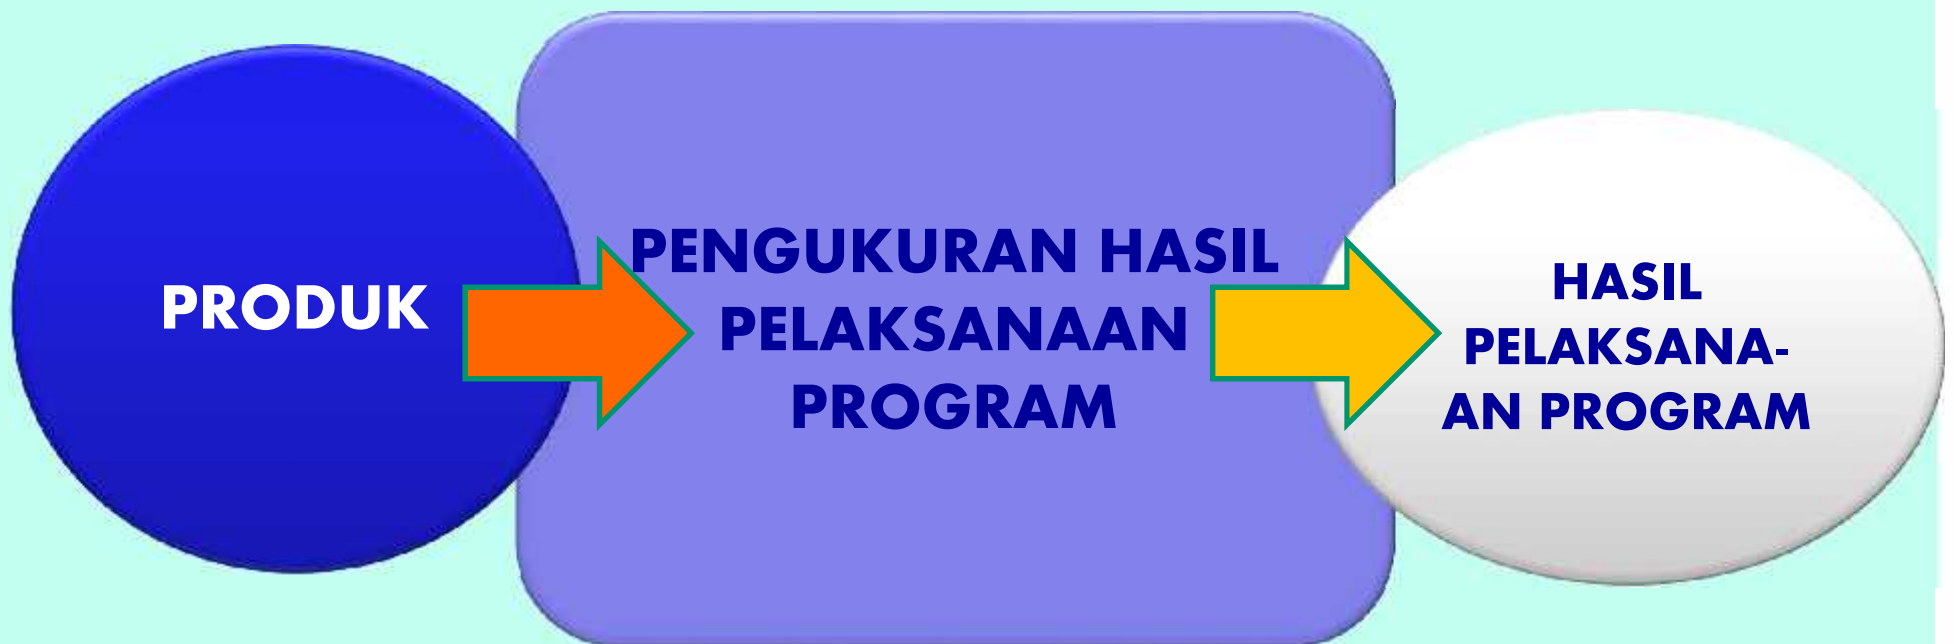 PRODUK
PENGUKURAN HASIL
PELAKSANAAN
PROGRAM
HASIL
PELAKSANA-
AN PROGRAM